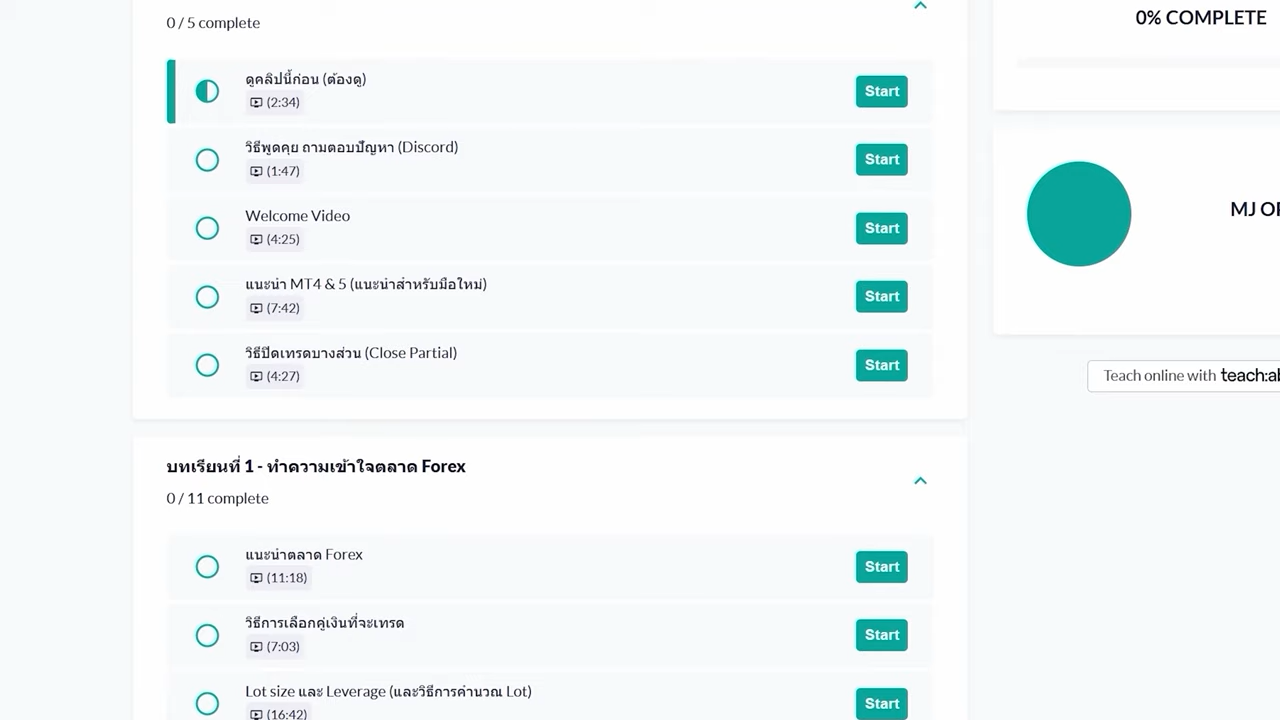 0 / 5 complete
0% COMPLETE
ดูคลิปนี้ก่อน (ต้องดู)
(2:34)
Start
วิธีพูดคุย ถามตอบปัญหา (Discord)
(1:47)
Start
Welcome Video
(4:25)
Start
MJ
แนะนำ MT4 & 5 (แนะนำสำหรับมือใหม่)
(7:42)
Start
วิธีปิดเทรดบางส่วน (Close Partial)
(4:27)
Start
Teach online with
บทเรียนที่ 1 - ทำความเข้าใจตลาด Forex
0 / 11 complete
แนะนำตลาด Forex
(11:18)
Start
วิธีการเลือกคู่เงินที่จะเทรด
(7:03)
Start
Lot size และ Leverage (และวิธีการคำนวณ Lot)
(16:42)
Start